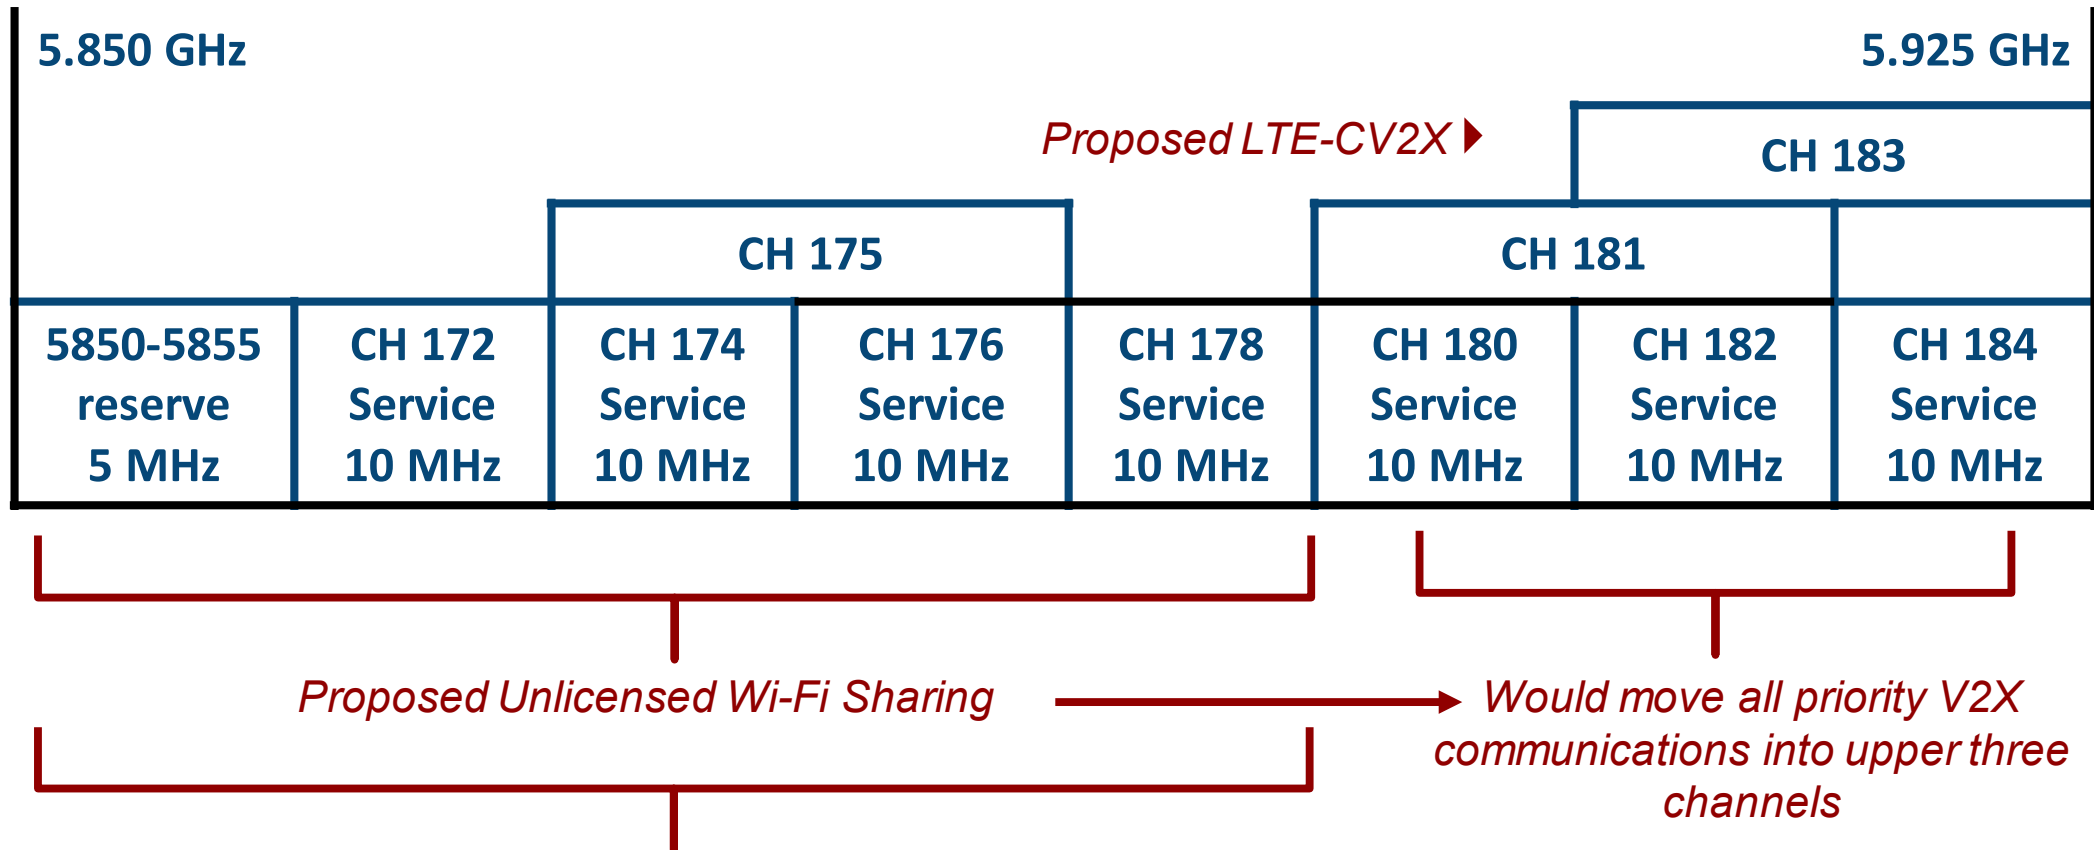 5.850 GHz
5.925 GHz
Proposed LTE-CV2X
CH 183
CH 175
CH 181
5850-5855
reserve
5 MHz
CH 172
Service
10 MHz
CH 174
Service
10 MHz
CH 176
Service
10 MHz
CH 178
Service
10 MHz
CH 180
Service
10 MHz
CH 182
Service
10 MHz
CH 184
Service
10 MHz
Proposed Unlicensed Wi-Fi Sharing
Would move all priority V2X
communications into upper three
channels